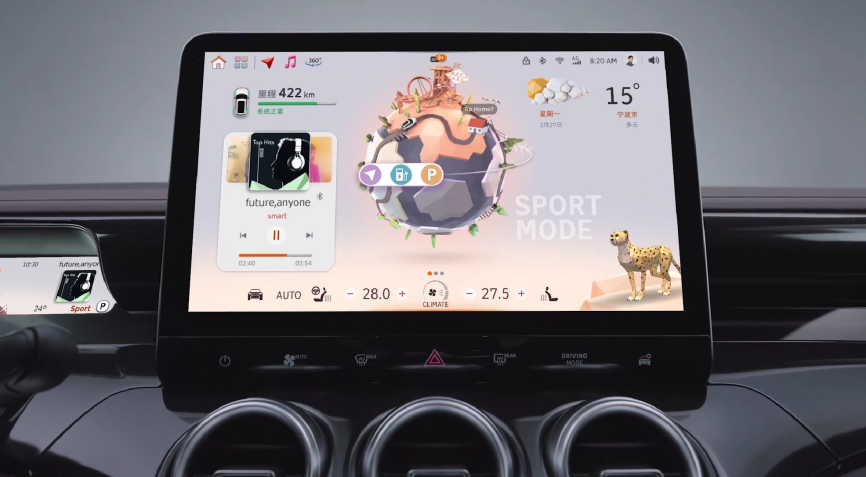 360°
4G
8:20 AM
里程 422 km
系统正常
Go Home?
15°
星期一
宁波市
3月27日
多云
Top Hits
future,anyone
smart
SPORT
MODE
P
02:40
03:54
AUTO
28.0
CLIMATE
27.5
10:30
future,anyo
24°
Sport
P
AUTO
MAX
REAR
DRIVING
MODE